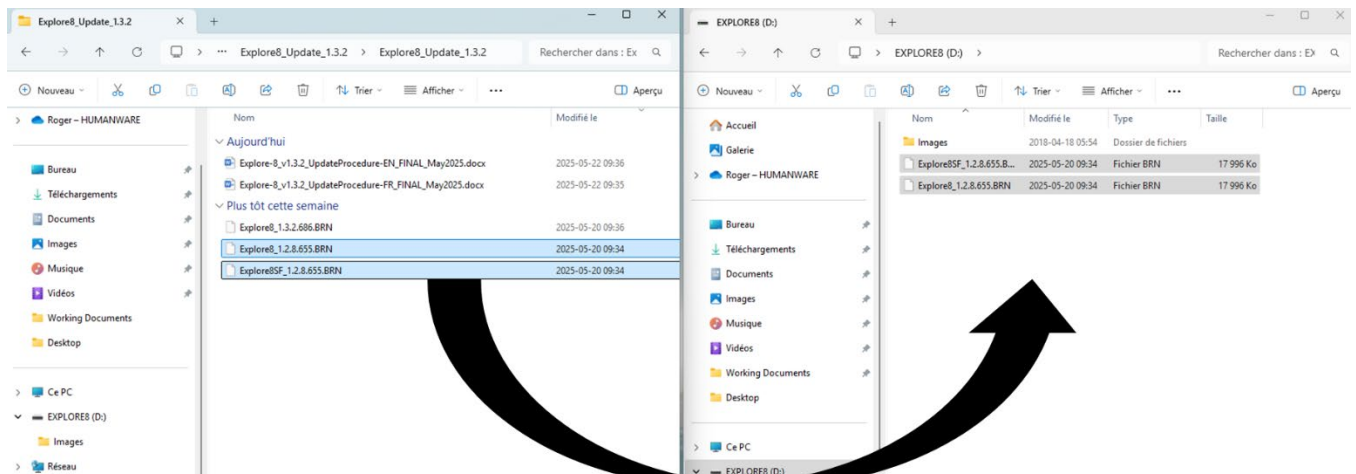 Explore8_Update_1.3.2
Explore8_Update_1.3.2 > Explore8_Update_1.3.2
Rechercher dans : Ex
Nouveau
Trier
Afficher
Aperçu
Roger – HUMANWARE
Bureau
Téléchargements
Documents
Images
Musique
Vidéos
Working Documents
Desktop
Ce PC
EXPLORE8 (D:)
Images
Réseau
Nom Modifié le
Aujourd'hui
Explore-8_v1.3.2_UpdateProcedure-EN_FINAL_May2025.docx 2025-05-22 09:36
Explore-8_v1.3.2_UpdateProcedure-FR_FINAL_May2025.docx 2025-05-22 09:35
Plus tôt cette semaine
Explore8_1.3.2.686.BRN 2025-05-20 09:36
Explore8_1.2.8.655.BRN 2025-05-20 09:34
Explore8SF_1.2.8.655.BRN 2025-05-20 09:34
EXPLORE8 (D:)
EXPLORE8 (D:)
Rechercher dans : EX
Nouveau
Trier
Afficher
Aperçu
Accueil
Galerie
Roger – HUMANWARE
Bureau
Téléchargements
Documents
Images
Musique
Vidéos
Working Documents
Desktop
Ce PC
EXPLORE8 (D:)
Nom Modifié le Type Taille
Images 2018-04-18 05:54 Dossier de fichiers
Explore8SF_1.2.8.655.B... 2025-05-20 09:34 Fichier BRN 17 996 Ko
Explore8_1.2.8.655.BRN 2025-05-20 09:34 Fichier BRN 17 996 Ko